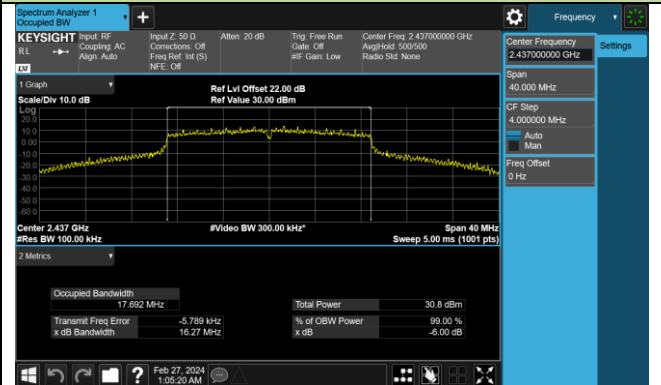 Spectrum Analyzer 1
Occupied BW
Frequency
KEYSIGHT
RL
LXI
Input: RF
Coupling: AC
Align: Auto
Input Z: 50 Ω
Corrections: Off
Freq Ref: Int (S)
NFE: Off
Atten: 20 dB
Trig: Free Run
Gate: Off
#IF Gain: Low
Center Freq: 2.437000000 GHz
Avg|Hold: 500/500
Radio Std: None
Center Frequency
2.437000000 GHz
Settings
Span
40.000 MHz
CF Step
4.000000 MHz
Auto
Man
Freq Offset
0 Hz
1 Graph
Scale/Div 10.0 dB
Ref Lvl Offset 22.00 dB
Ref Value 30.00 dBm
Log
20.0
10.0
0.00
-10.0
-20.0
-30.0
-40.0
-50.0
-60.0
Center 2.437 GHz
#Res BW 100.00 kHz
#Video BW 300.00 kHz*
Span 40 MHz
Sweep 5.00 ms (1001 pts)
2 Metrics
Occupied Bandwidth
17.692 MHz
Total Power 30.8 dBm
Transmit Freq Error -5.789 kHz
% of OBW Power 99.00 %
x dB Bandwidth 16.27 MHz
x dB -6.00 dB
?
Feb 27, 2024
1:05:20 AM